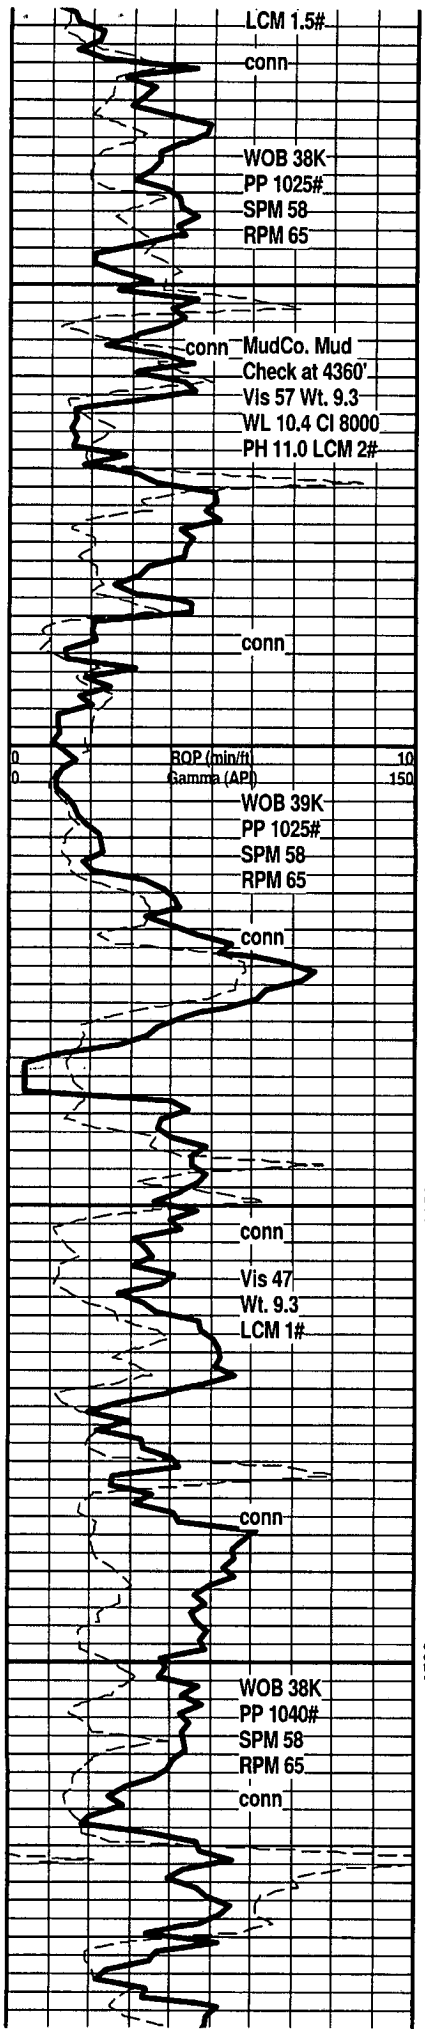 LCM 1.5#
conn
WOB 38K
PP 1025#
SPM 58
RPM 65
conn MudCo. Mud
Check at 4360'
Vis 57 Wt. 9.3
WL 10.4 Cl 8000
PH 11.0 LCM 2#
conn
0 ROP (min/ft) 10
0 Gamma (API) 150
WOB 39K
PP 1025#
SPM 58
RPM 65
conn
conn
Vis 47
Wt. 9.3
LCM 1#
conn
WOB 38K
PP 1040#
SPM 58
RPM 65
conn